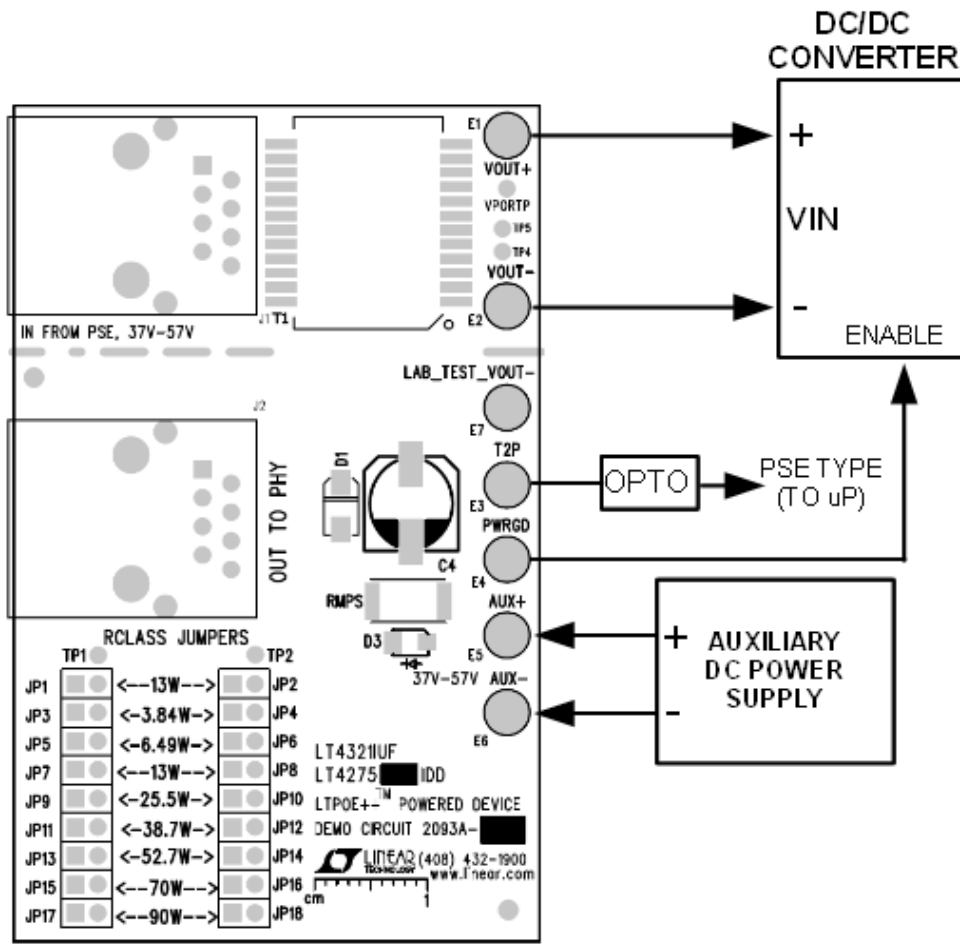 DC/DC
CONVERTER
E1
+
VOUT+
VPORTP
VIN
TP5
TP4
VOUT-
-
J1 T1
E2
IN FROM PSE, 37V-57V
ENABLE
LAB_TEST_VOUT-
J2
E7
D1
T2P
OUT TO PHY
OPTO
PSE TYPE
(TO uP)
E3
PWRGD
C4
E4
RMPS
AUX+
RCLASS JUMPERS
D3
E5
+
AUXILIARY
DC POWER
SUPPLY
-
TP1
TP2
37V-57V
AUX-
E6
JP1 <--13W--> JP2
JP3 <-3.84W-> JP4
JP5 <-6.49W-> JP6
JP7 <--13W--> JP8
JP9 <-25.5W-> JP10
JP11 <-38.7W-> JP12
JP13 <-52.7W-> JP14
JP15 <--70W--> JP16
JP17 <--90W--> JP18
LT4321IUF
LT4275 IDD
LTPOE+-™ POWERED DEVICE
DEMO CIRCUIT 2093A-
LINEAR (408) 432-1900
TECHNOLOGY www.linear.com
cm 1